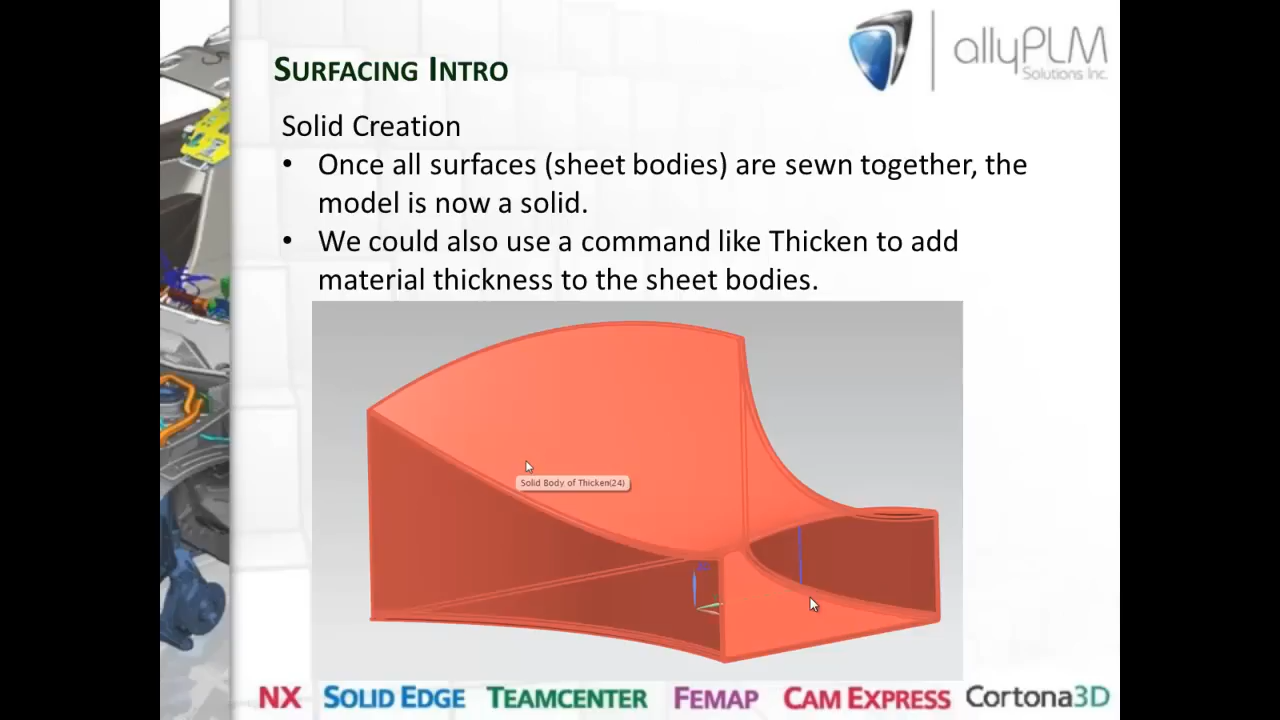 SURFACING INTRO
allyPLM
Solutions Inc.
Solid Creation
• Once all surfaces (sheet bodies) are sewn together, the
model is now a solid.
• We could also use a command like Thicken to add
material thickness to the sheet bodies.
Solid Body of Thicken(24)
NX SOLID EDGE TEAMCENTER FEMAP CAM EXPRESS Cortona3D